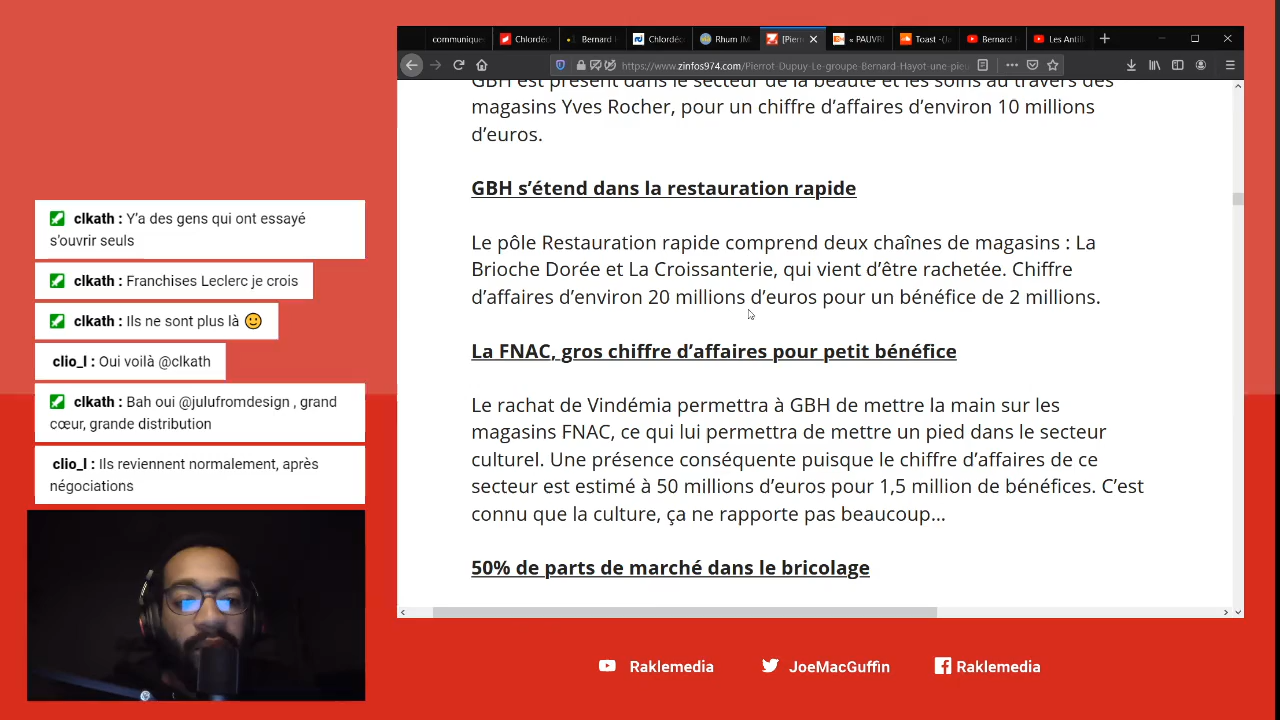 clkath : Y'a des gens qui ont essayé
s'ouvrir seuls
clkath : Franchises Leclerc je crois
clkath : Ils ne sont plus là
clio_l : Oui voilà @clkath
clkath : Bah oui @julufromdesign , grand
cœur, grande distribution
clio_l : Ils reviennent normalement, après
négociations
communique
Chlordéc
Bernard
Chlordéc
Rhum JM
[Pierr
« PAUVRE
Toast -(Ja
Bernard H
Les Antill
https://www.zinfos974.com/Pierrot-Dupuy-Le-groupe-Bernard-Hayot-une-pieu
GBH est présent dans le secteur de la beauté et les soins au travers des
magasins Yves Rocher, pour un chiffre d'affaires d'environ 10 millions
d'euros.
GBH s'étend dans la restauration rapide
Le pôle Restauration rapide comprend deux chaînes de magasins : La
Brioche Dorée et La Croissanterie, qui vient d'être rachetée. Chiffre
d'affaires d'environ 20 millions d'euros pour un bénéfice de 2 millions.
La FNAC, gros chiffre d'affaires pour petit bénéfice
Le rachat de Vindémia permettra à GBH de mettre la main sur les
magasins FNAC, ce qui lui permettra de mettre un pied dans le secteur
culturel. Une présence conséquente puisque le chiffre d'affaires de ce
secteur est estimé à 50 millions d'euros pour 1,5 million de bénéfices. C'est
connu que la culture, ça ne rapporte pas beaucoup...
50% de parts de marché dans le bricolage
Raklemedia
JoeMacGuffin
Raklemedia